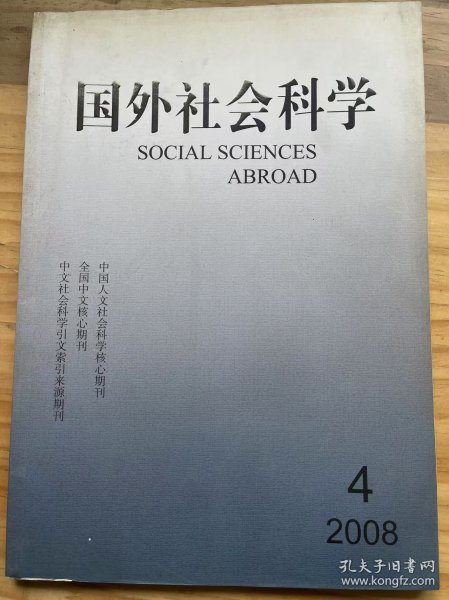 国外社会科学
SOCIAL SCIENCES
ABROAD
中国人文社会科学核心期刊
全国中文核心期刊
中文社会科学引文索引来源期刊
4
2008
孔夫子旧书网
www.kongfz.com